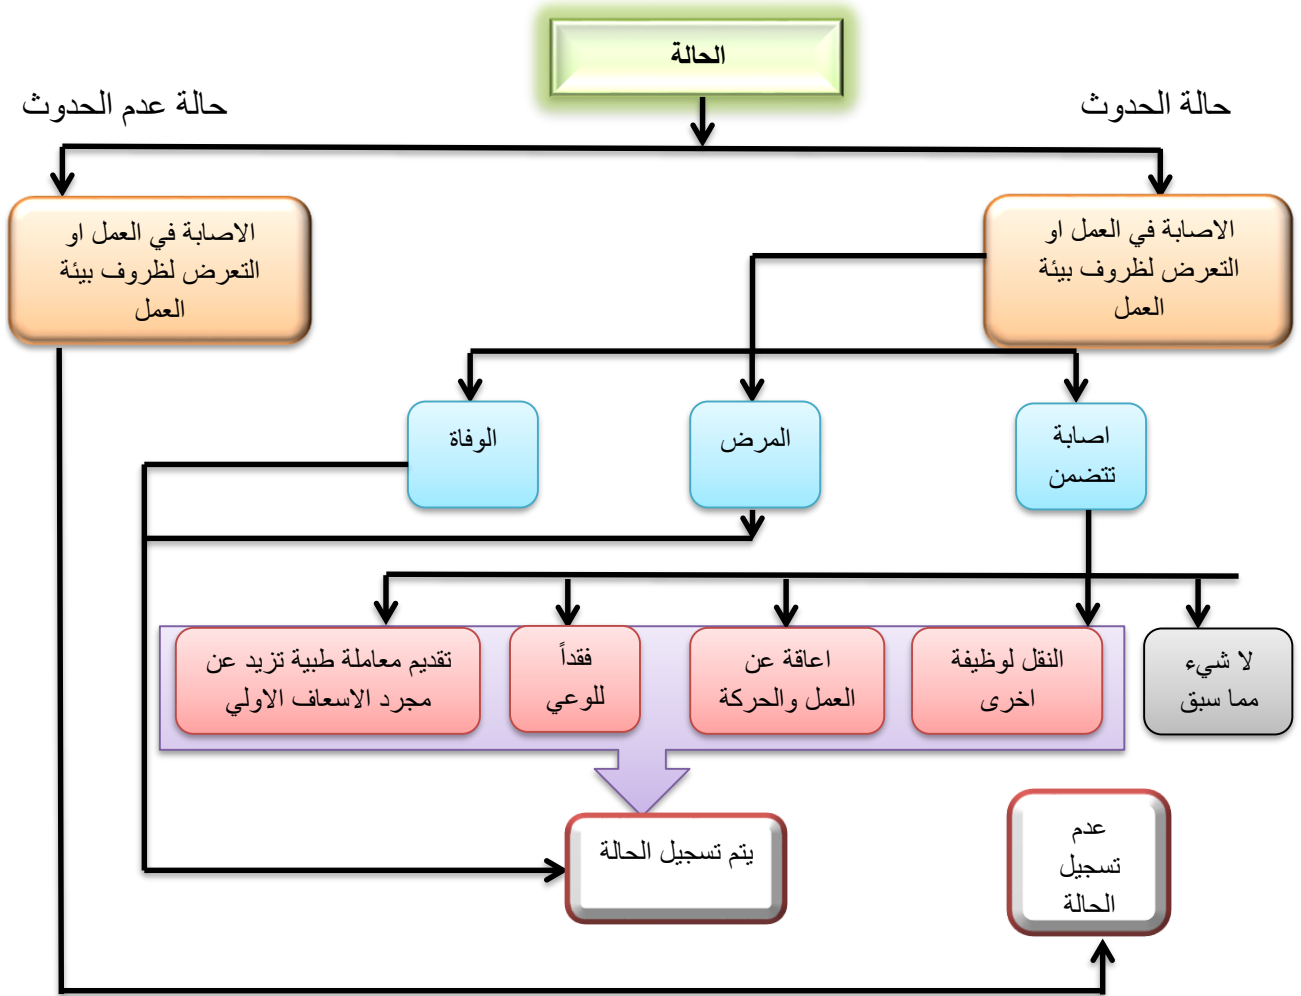 الحالة
حالة الحدوث
حالة عدم الحدوث
الاصابة في العمل او
التعرض لظروف بيئة
العمل
الاصابة في العمل او
التعرض لظروف بيئة
العمل
اصابة
تتضمن
المرض
الوفاة
لا شيء
مما سبق
النقل لوظيفة
اخرى
اعاقة عن
العمل والحركة
فقداً
للوعي
تقديم معاملة طبية تزيد عن
مجرد الاسعاف الاولي
عدم
تسجيل
الحالة
يتم تسجيل الحالة